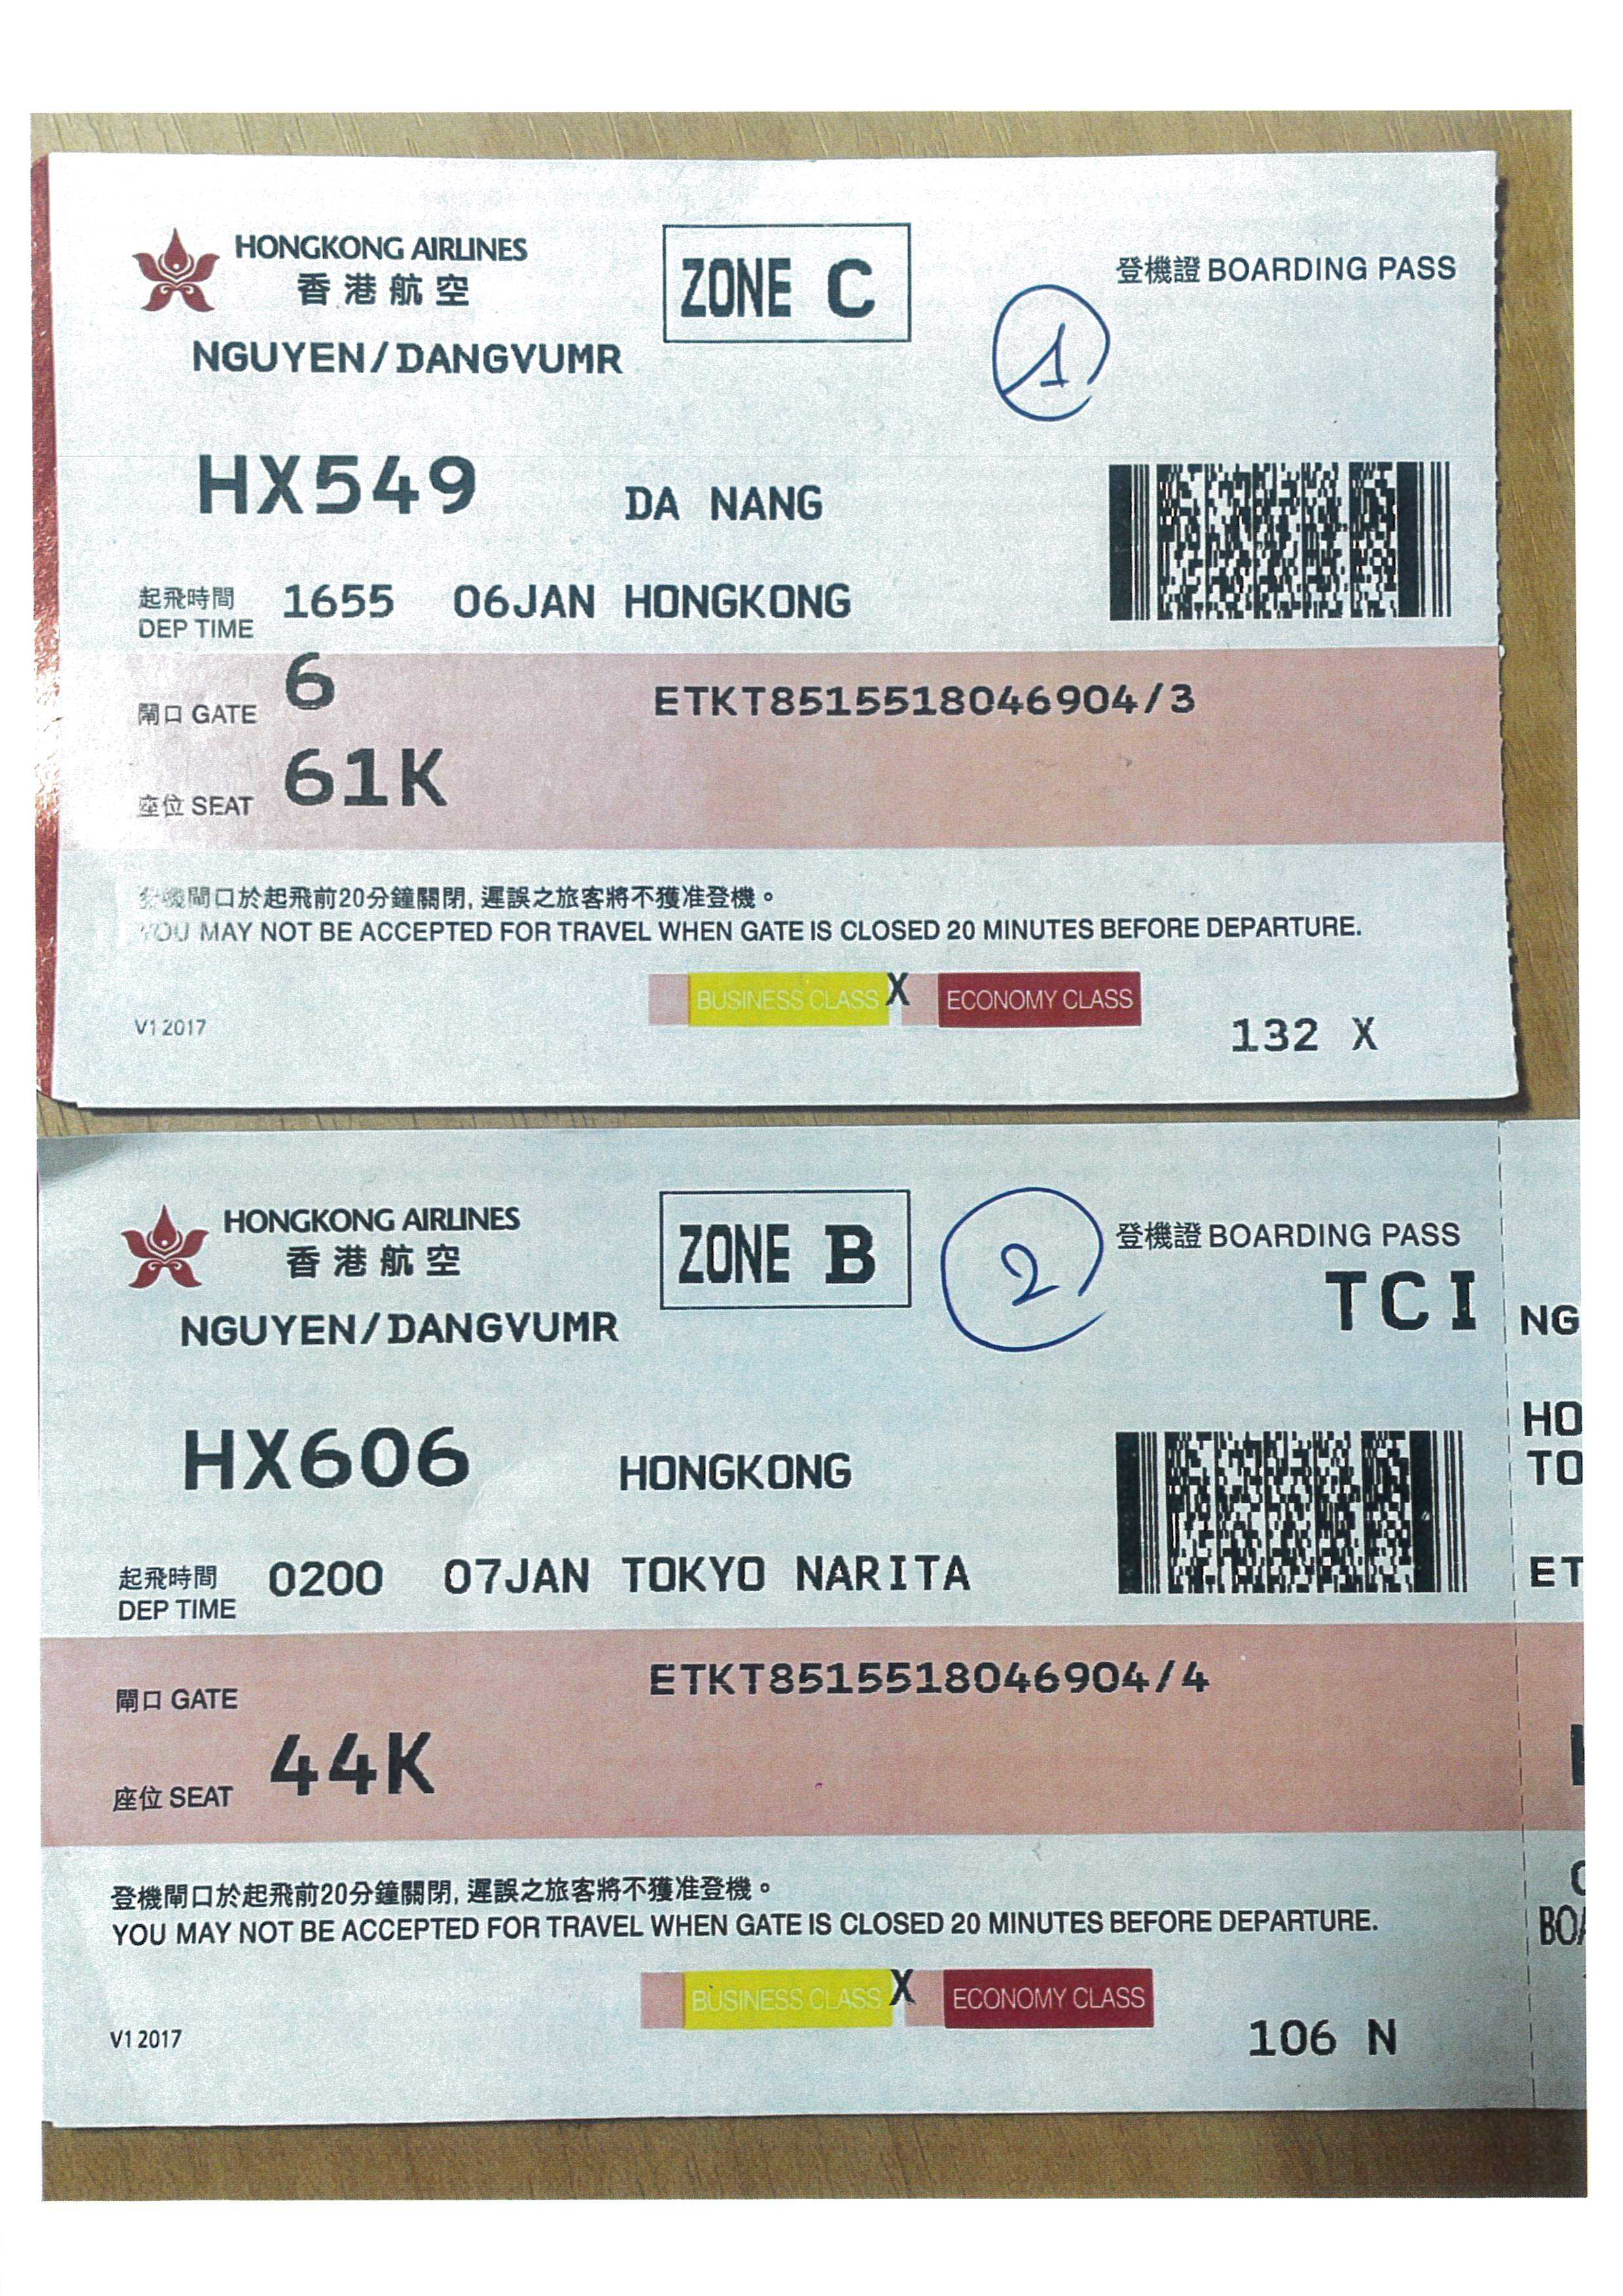 HONGKONG AIRLINES
香港航空
ZONE C
登機證 BOARDING PASS
1
NGUYEN/DANGVUMR
HX549 DA NANG
起飛時間 DEP TIME 1655 06JAN HONGKONG
閘口 GATE 6 ETKT8515518046904/3
座位 SEAT 61K
登機閘口於起飛前20分鐘關閉, 遲誤之旅客將不獲准登機。
YOU MAY NOT BE ACCEPTED FOR TRAVEL WHEN GATE IS CLOSED 20 MINUTES BEFORE DEPARTURE.
BUSINESS CLASS X ECONOMY CLASS
V1 2017
132 X
HONGKONG AIRLINES
香港航空
ZONE B
2
登機證 BOARDING PASS
TCI
NGUYEN/DANGVUMR
HX606 HONGKONG
起飛時間 DEP TIME 0200 07JAN TOKYO NARITA
閘口 GATE ETKT8515518046904/4
座位 SEAT 44K
登機閘口於起飛前20分鐘關閉, 遲誤之旅客將不獲准登機。
YOU MAY NOT BE ACCEPTED FOR TRAVEL WHEN GATE IS CLOSED 20 MINUTES BEFORE DEPARTURE.
BUSINESS CLASS X ECONOMY CLASS
V1 2017
106 N
NG
HO
TO
ET